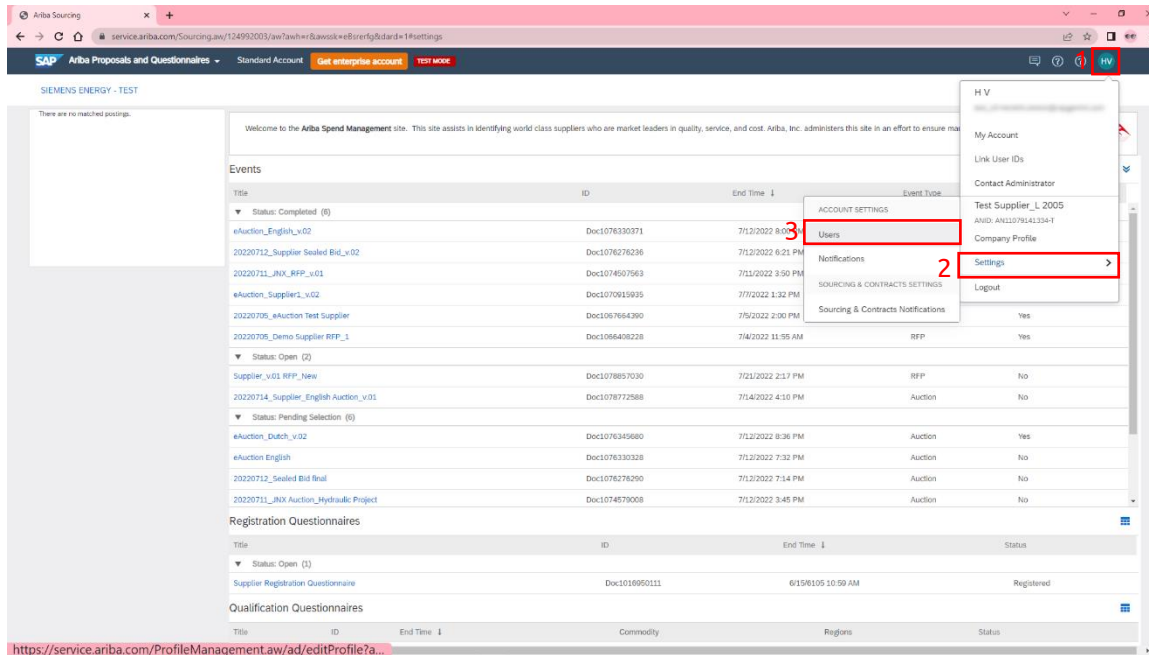 Ariba Sourcing
service.ariba.com/Sourcing.aw/124992003/aw?awh=r&awssk=e8srerfg&dard=1#settings
SAP Ariba Proposals and Questionnaires Standard Account Get enterprise account TEST MODE
1 HV
SIEMENS ENERGY - TEST
There are no matched postings.
Welcome to the Ariba Spend Management site. This site assists in identifying world class suppliers who are market leaders in quality, service, and cost. Ariba, Inc. administers this site in an effort to ensure
H V
My Account
Link User IDs
Contact Administrator
Test Supplier_L 2005
ANID: AN11079141334-T
Company Profile
2 Settings
Logout
ACCOUNT SETTINGS
3 Users
Notifications
SOURCING & CONTRACTS SETTINGS
Sourcing & Contracts Notifications
Events
Title ID End Time Event Type
Status: Completed (6)
eAuction_English_v.02 Doc1076330371 7/12/2022 8:00
20220712_Supplier Sealed Bid_v.02 Doc1076276236 7/12/2022 6:21 PM
20220711_JNX_RFP_v.01 Doc1074507563 7/11/2022 3:50 PM
eAuction_Supplier1_v.02 Doc1070915935 7/7/2022 1:32 PM
20220705_eAuction Test Supplier Doc1067664390 7/5/2022 2:00 PM Yes
20220705_Demo Supplier RFP_1 Doc1066408228 7/4/2022 11:55 AM RFP Yes
Status: Open (2)
Supplier_v.01 RFP_New Doc1078857030 7/21/2022 2:17 PM RFP No
20220714_Supplier_English Auction_v.01 Doc1078772588 7/14/2022 4:10 PM Auction No
Status: Pending Selection (6)
eAuction_Dutch_v.02 Doc1076345680 7/12/2022 8:36 PM Auction Yes
eAuction English Doc1076330328 7/12/2022 7:32 PM Auction No
20220712_Sealed Bid final Doc1076276290 7/12/2022 7:14 PM Auction No
20220711_JNX Auction_Hydraulic Project Doc1074579008 7/12/2022 3:45 PM Auction No
Registration Questionnaires
Title ID End Time Status
Status: Open (1)
Supplier Registration Questionnaire Doc1016950111 6/15/6105 10:59 AM Registered
Qualification Questionnaires
Title ID End Time Commodity Regions Status
https://service.ariba.com/ProfileManagement.aw/ad/editProfile?a...